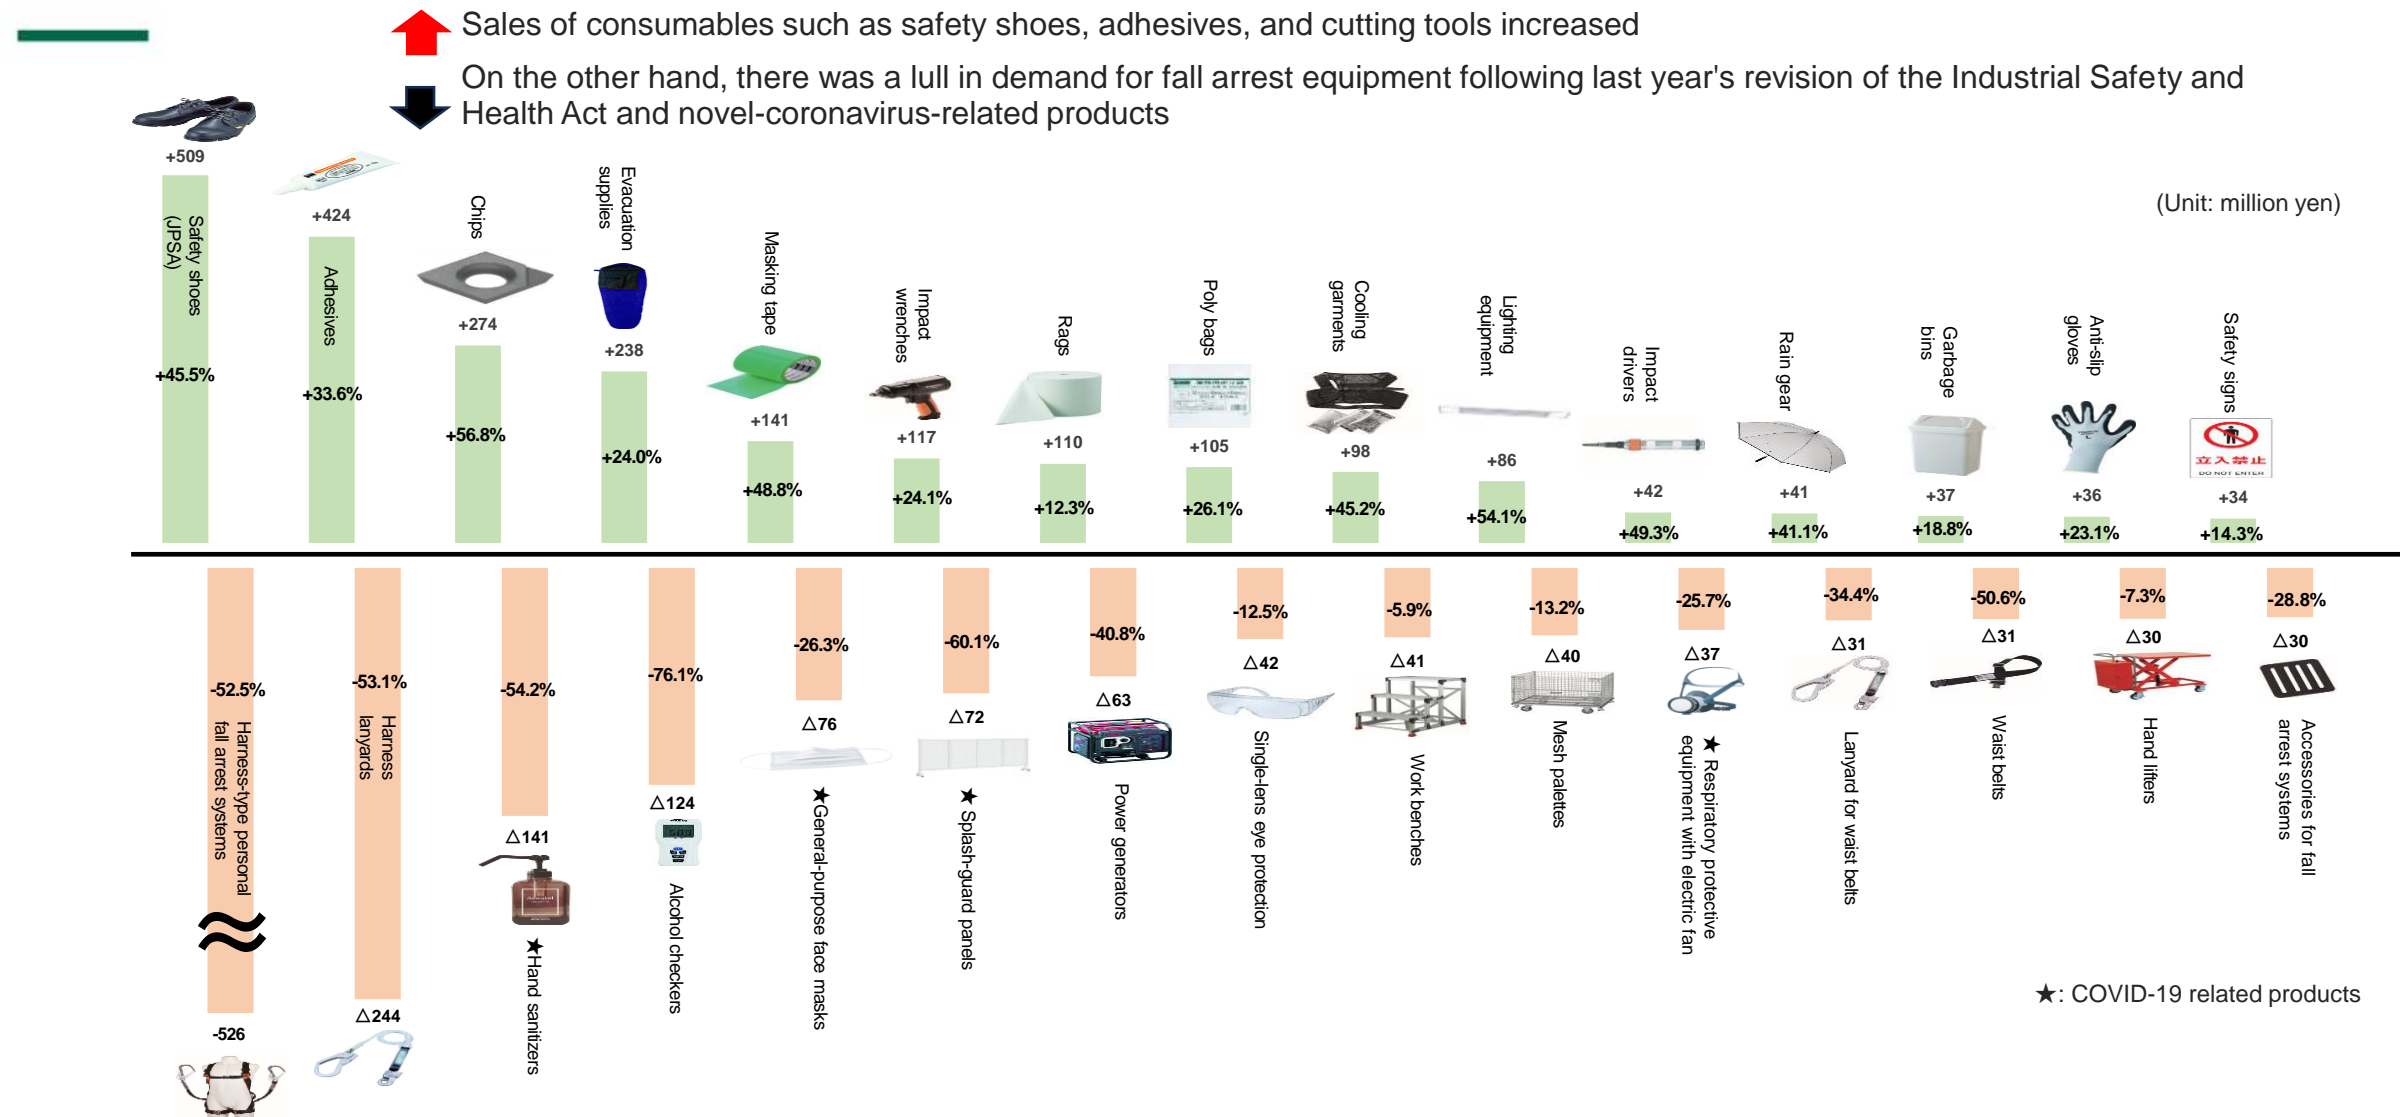 Sales of consumables such as safety shoes, adhesives, and cutting tools increased
On the other hand, there was a lull in demand for fall arrest equipment following last year's revision of the Industrial Safety and
Health Act and novel-coronavirus-related products
(Unit: million yen)
+509
Safety shoes
(JPSA)
+45.5%
+424
Adhesives
+33.6%
Chips
+274
+56.8%
Evacuation
supplies
+238
+24.0%
Masking tape
+141
+48.8%
Impact
wrenches
+117
+24.1%
Rags
+110
+12.3%
Poly bags
+105
+26.1%
Cooling
garments
+98
+45.2%
Lighting
equipment
+86
+54.1%
Impact
drivers
+42
+49.3%
Rain gear
+41
+41.1%
Garbage
bins
+37
+18.8%
Anti-slip
gloves
+36
+23.1%
Safety signs
立入禁止
DO NOT ENTER
+34
+14.3%
-52.5%
Harness-type personal
fall arrest systems
-526
-53.1%
Harness
lanyards
△244
-54.2%
△141
★Hand sanitizers
-76.1%
△124
Alcohol checkers
-26.3%
△76
★General-purpose face masks
-60.1%
△72
★ Splash-guard panels
-40.8%
△63
Power generators
-12.5%
△42
Single-lens eye protection
-5.9%
△41
Work benches
-13.2%
△40
Mesh palettes
-25.7%
△37
★ Respiratory protective
equipment with electric fan
-34.4%
△31
Lanyard for waist belts
-50.6%
△31
Waist belts
-7.3%
△30
Hand lifters
-28.8%
△30
Accessories for fall
arrest systems
★: COVID-19 related products